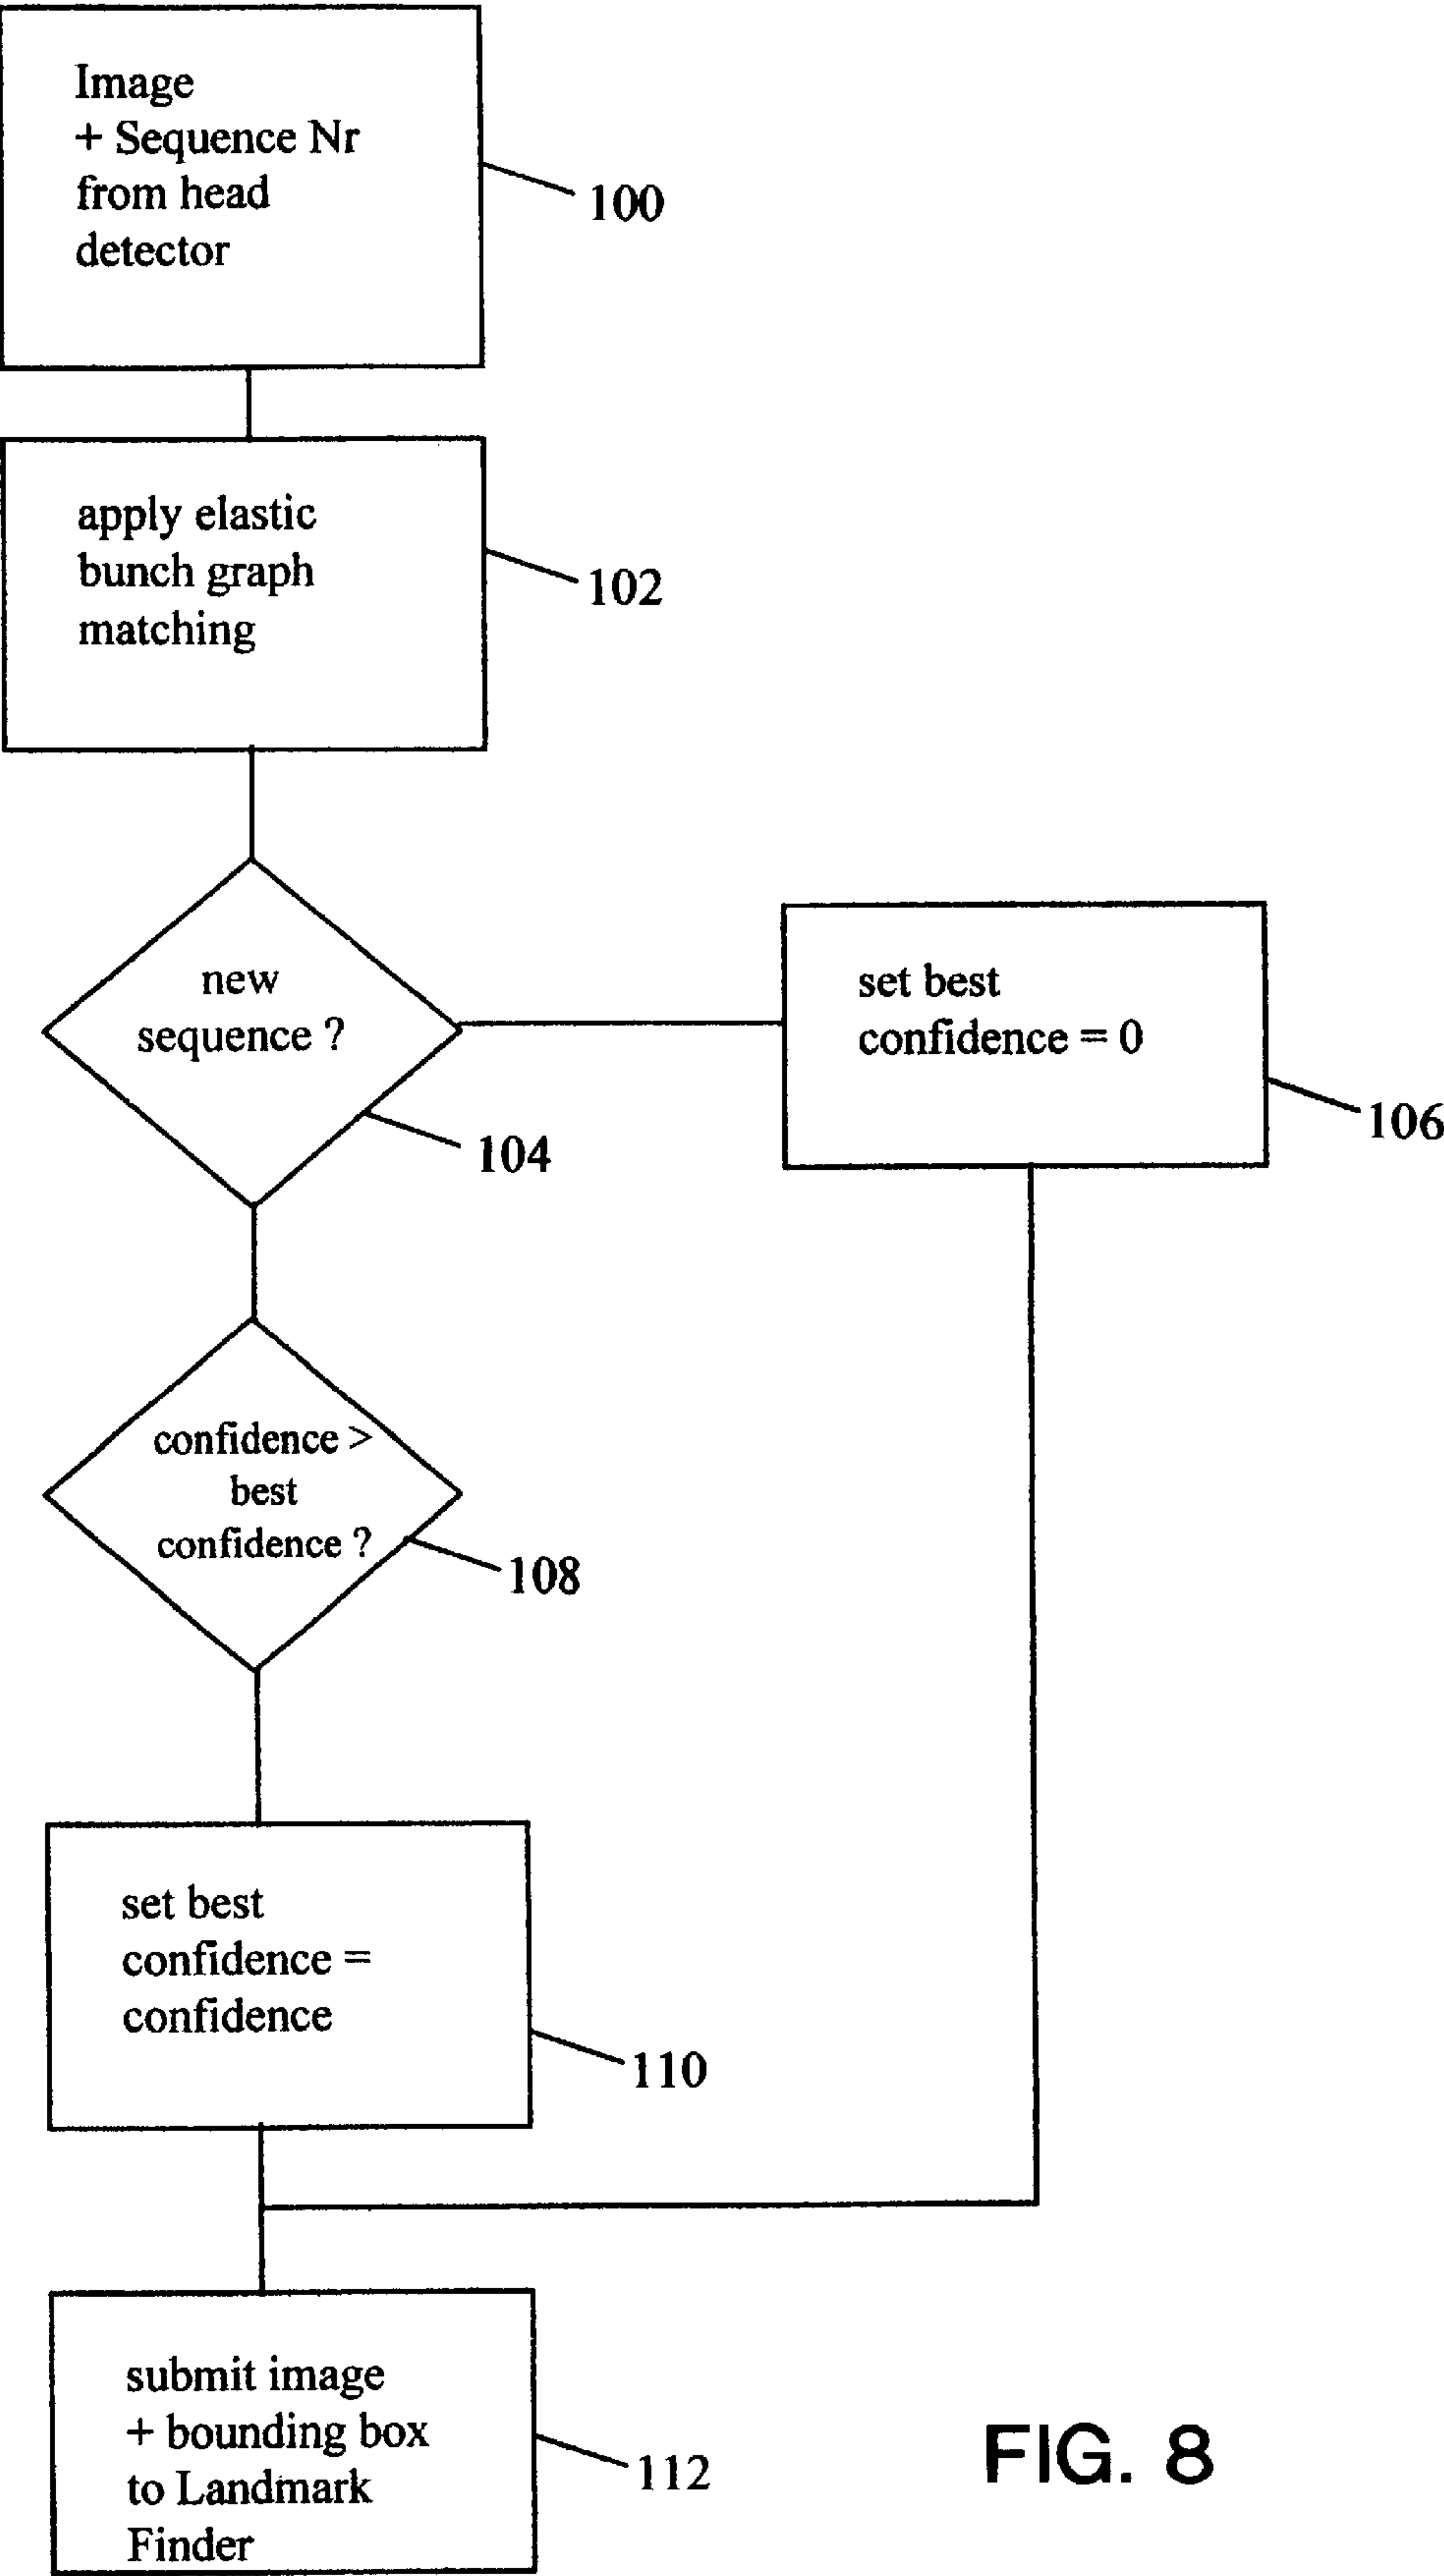 Image
+ Sequence Nr
from head
detector
100
apply elastic
bunch graph
matching
102
new
sequence ?
104
set best
confidence = 0
106
confidence >
best
confidence ?
108
set best
confidence =
confidence
110
submit image
+ bounding box
to Landmark
Finder
112
FIG. 8